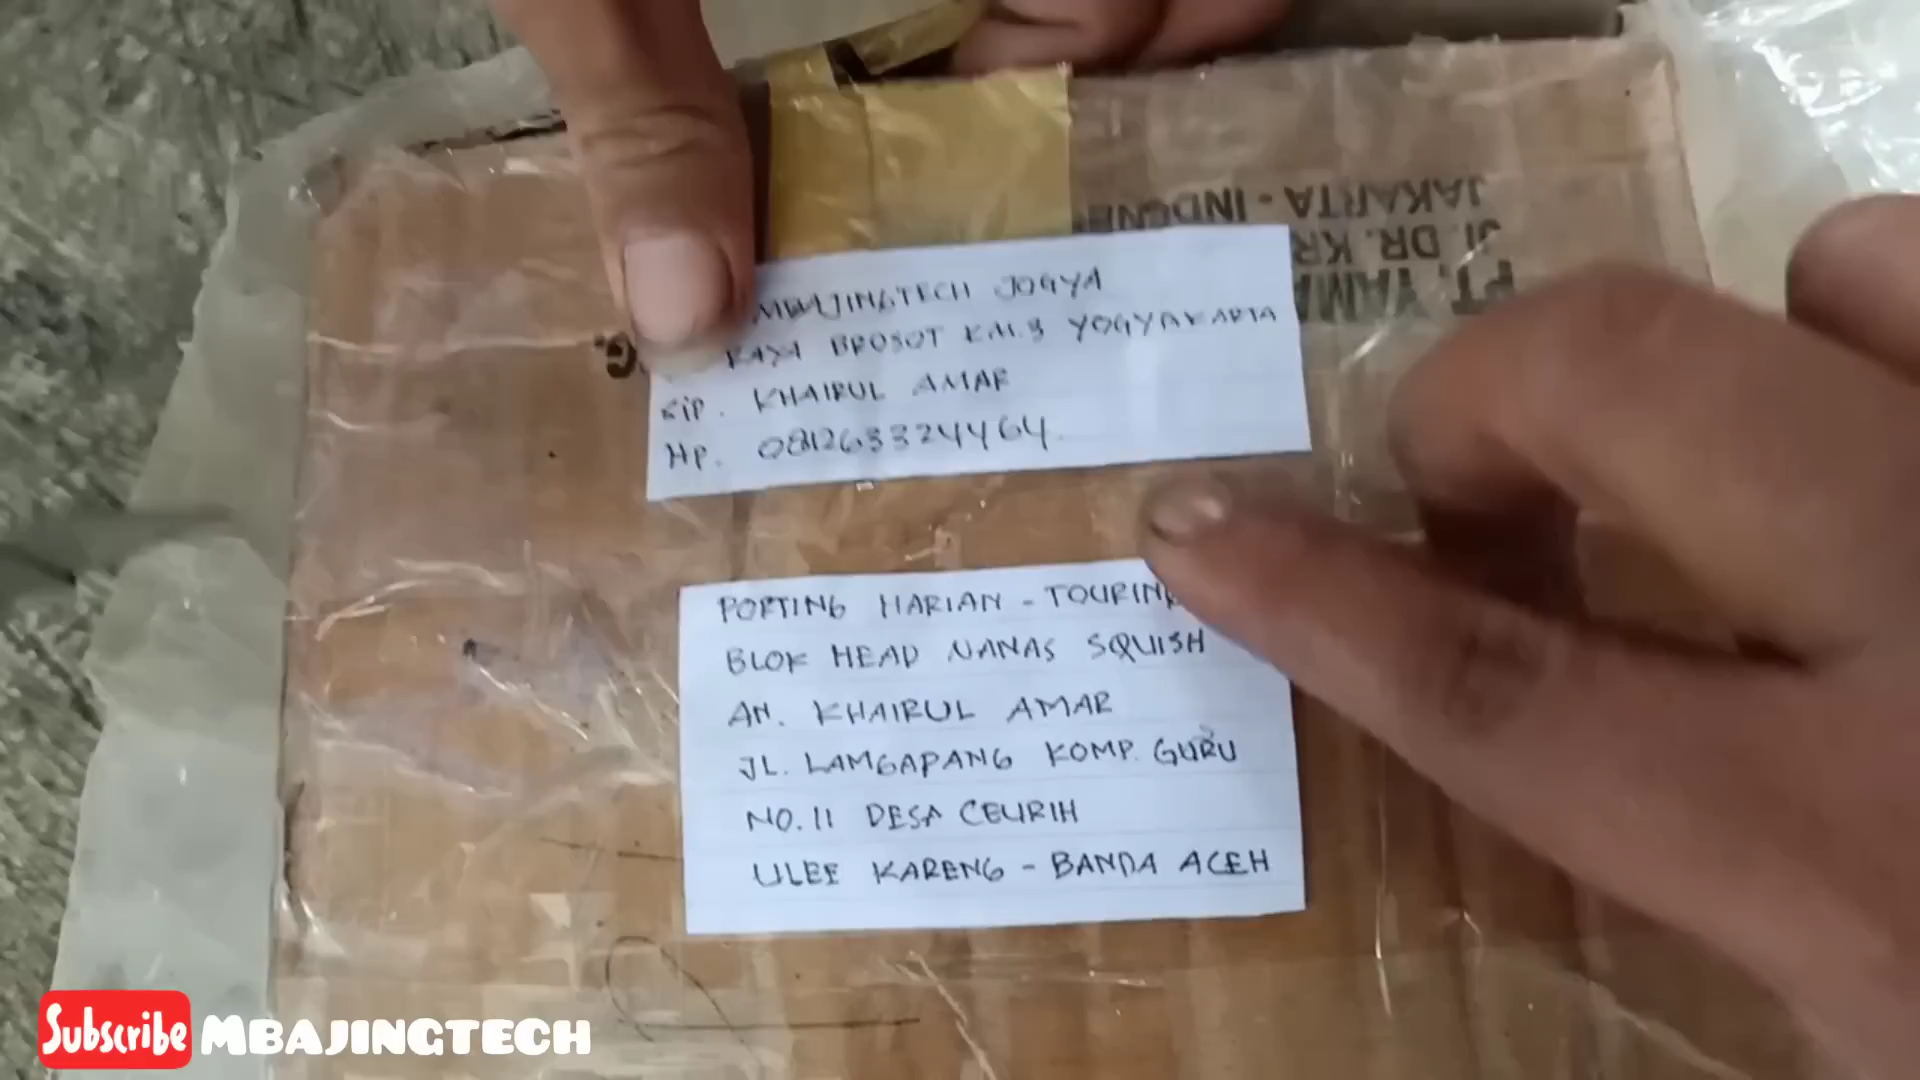 MBAJINGTECH JOGYA
RAYA BROSOT KM.3 YOGYAKARTA
KHAIRUL AMAR
HP. 081263324464
PORTING HARIAN - TOURING
BLOK HEAD NANAS SQUISH
AN. KHAIRUL AMAR
JL. LAMGAPANG KOMP. GURU
NO. 11 DESA CEURIH
ULEE KARENG - BANDA ACEH
JAKARTA - INDONE
JI. DR. KR
PT. YAMA
G.
Subscribe MBAJINGTECH